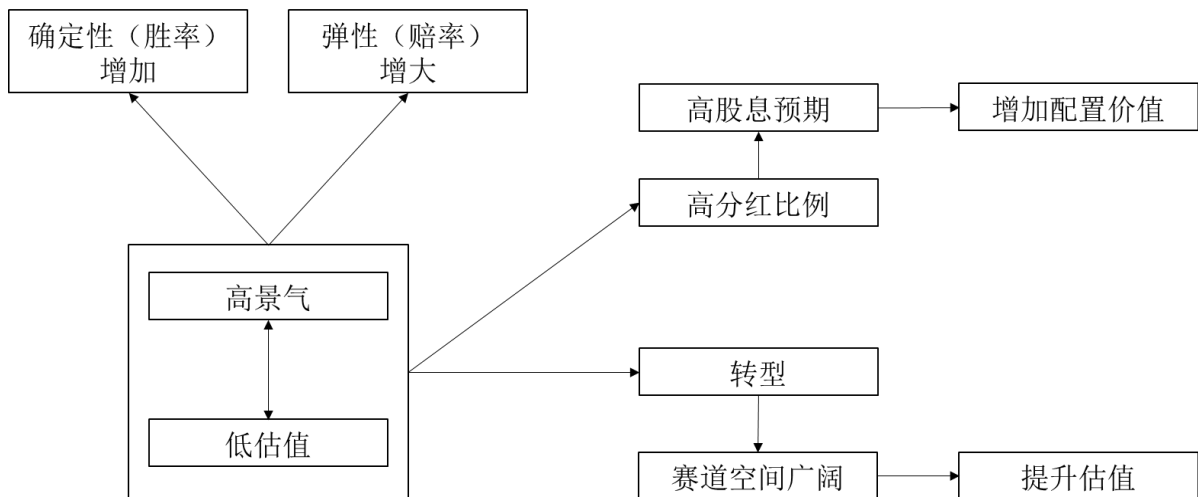 确定性（胜率）
增加
弹性（赔率）
增大
高股息预期
增加配置价值
高分红比例
高景气
低估值
转型
赛道空间广阔
提升估值